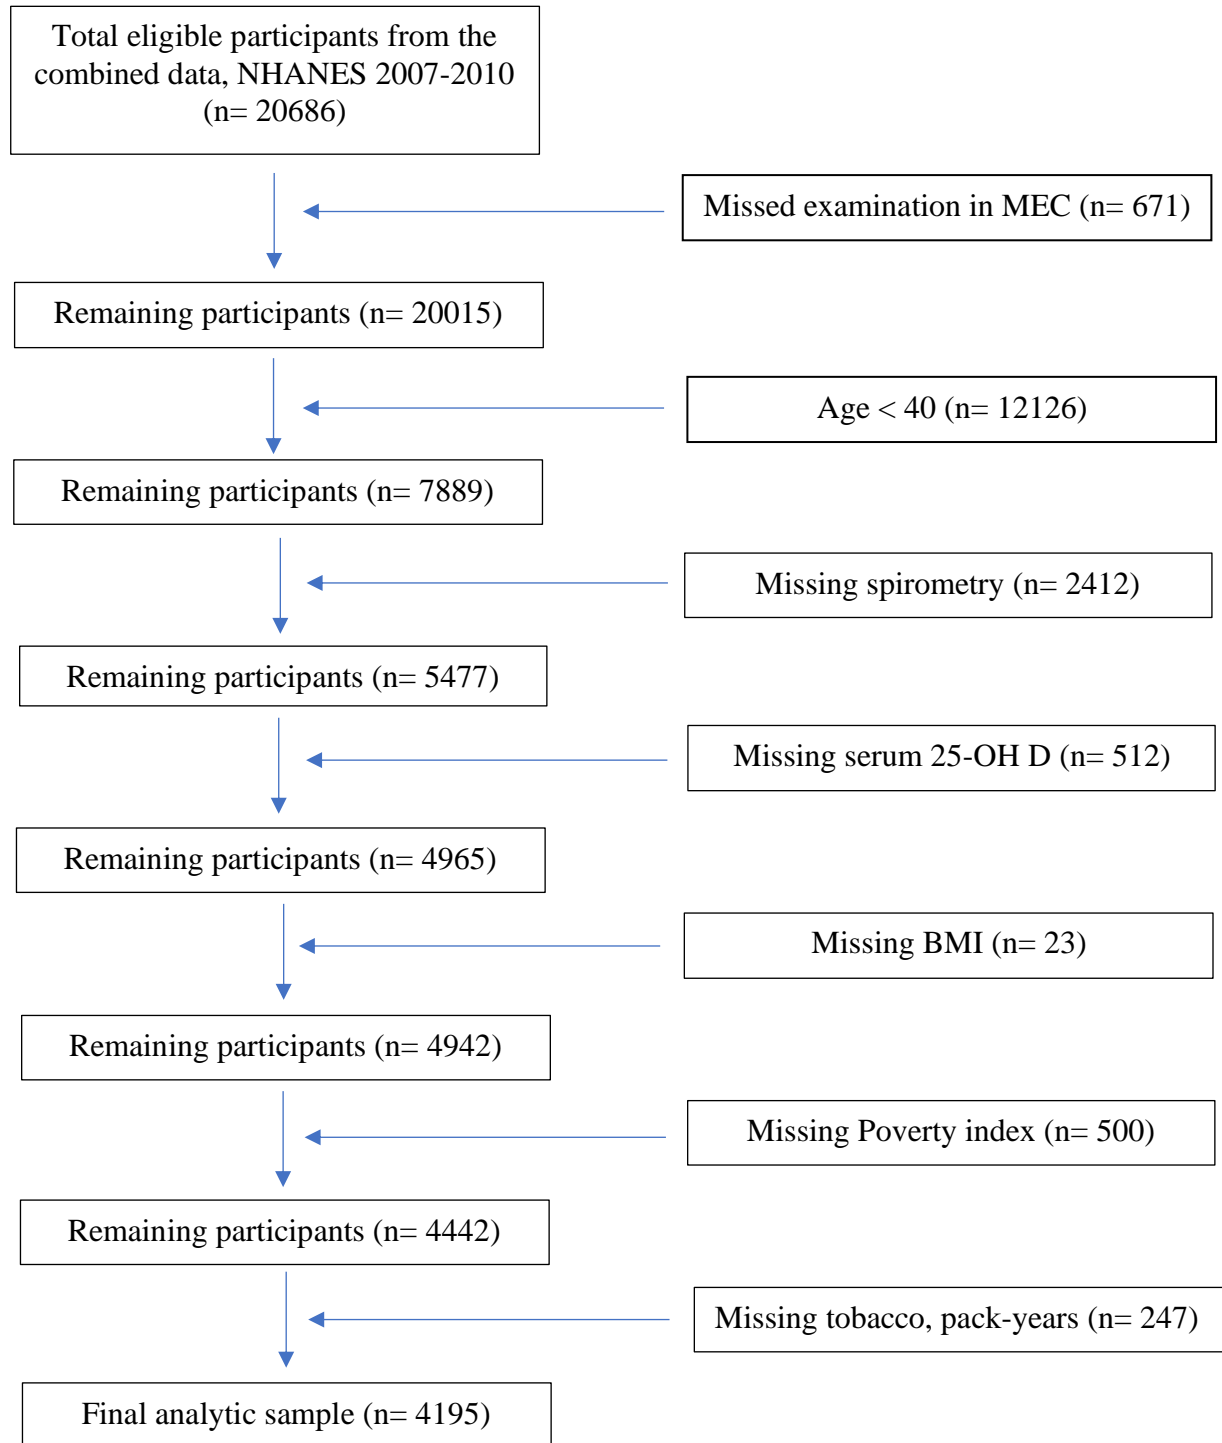 Total eligible participants from the
combined data, NHANES 2007-2010
(n= 20686)
Missed examination in MEC (n= 671)
Remaining participants (n= 20015)
Age < 40 (n= 12126)
Remaining participants (n= 7889)
Missing spirometry (n= 2412)
Remaining participants (n= 5477)
Missing serum 25-OH D (n= 512)
Remaining participants (n= 4965)
Missing BMI (n= 23)
Remaining participants (n= 4942)
Missing Poverty index (n= 500)
Remaining participants (n= 4442)
Missing tobacco, pack-years (n= 247)
Final analytic sample (n= 4195)